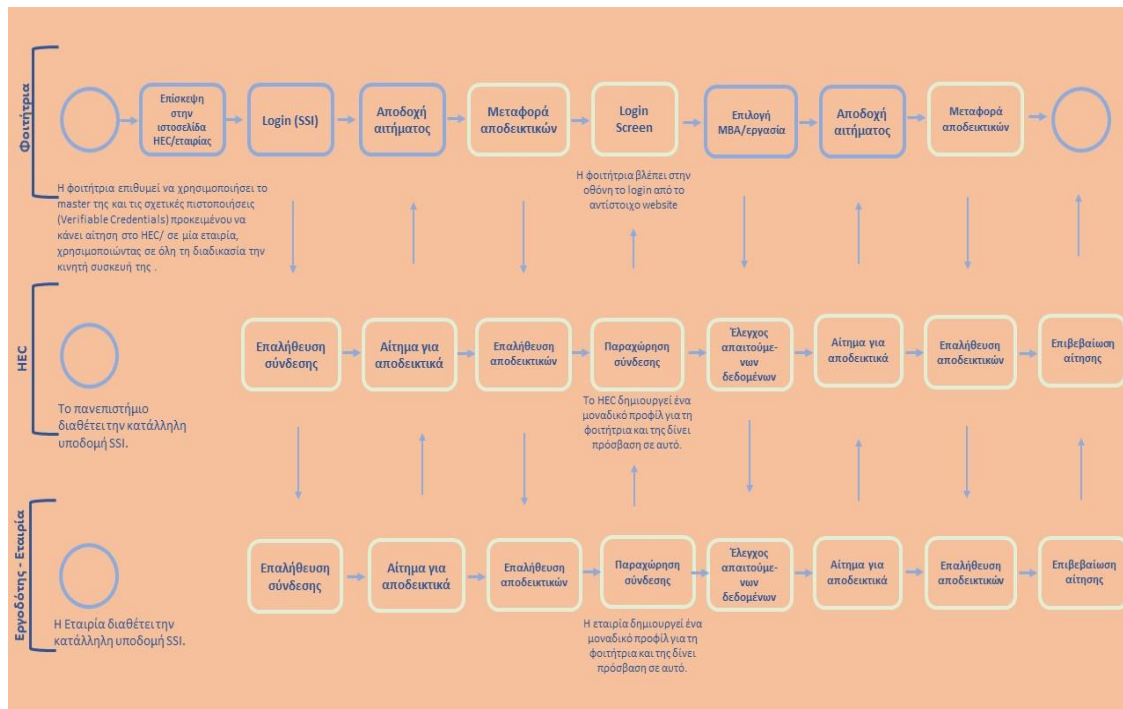 Φοιτήτρια
Επίσκεψη
στην
ιστοσελίδα
HEC/εταιρίας
Login (SSI)
Αποδοχή
αιτήματος
Μεταφορά
αποδεικτικών
Login
Screen
Επιλογή
MBA/εργασία
Αποδοχή
αιτήματος
Μεταφορά
αποδεικτικών
Η φοιτήτρια επιθυμεί να χρησιμοποιήσει το
master της και τις σχετικές πιστοποιήσεις
(Verifiable Credentials) προκειμένου να
κάνει αίτηση στο HEC/ σε μία εταιρία,
χρησιμοποιώντας σε όλη τη διαδικασία την
κινητή συσκευή της .
Η φοιτήτρια βλέπει στην
οθόνη το login από το
αντίστοιχο website
HEC
Επαλήθευση
σύνδεσης
Αίτημα για
αποδεικτικά
Επαλήθευση
αποδεικτικών
Παραχώρηση
σύνδεσης
Έλεγχος
απαιτούμε-
νων
δεδομένων
Αίτημα για
αποδεικτικά
Επαλήθευση
αποδεικτικών
Επιβεβαίωση
αίτησης
Το πανεπιστήμιο
διαθέτει την κατάλληλη
υποδομή SSI.
Το HEC δημιουργεί ένα
μοναδικό προφίλ για τη
φοιτήτρια και της δίνει
πρόσβαση σε αυτό.
Εργοδότης - Εταιρία
Επαλήθευση
σύνδεσης
Αίτημα για
αποδεικτικά
Επαλήθευση
αποδεικτικών
Παραχώρηση
σύνδεσης
Έλεγχος
απαιτούμε-
νων
δεδομένων
Αίτημα για
αποδεικτικά
Επαλήθευση
αποδεικτικών
Επιβεβαίωση
αίτησης
Η Εταιρία διαθέτει την
κατάλληλη υποδομή SSI.
Η εταιρία δημιουργεί ένα
μοναδικό προφίλ για τη
φοιτήτρια και της δίνει
πρόσβαση σε αυτό.